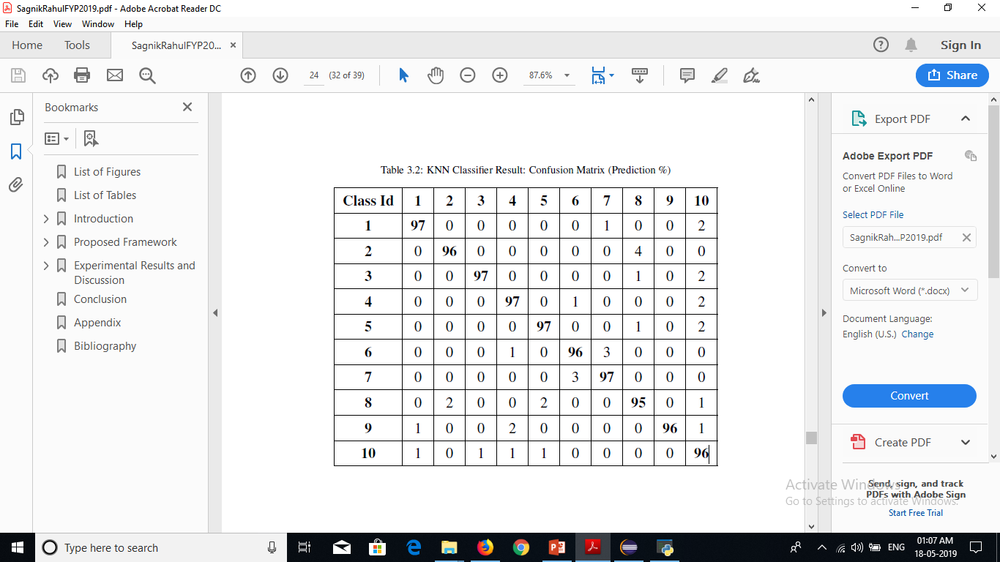 SagnikRahulFYP2019.pdf - Adobe Acrobat Reader DC
File Edit View Window Help
Home Tools SagnikRahulFYP20... × Sign In
24 (32 of 39) 87.6% Share
Bookmarks
List of Figures
List of Tables
Introduction
Proposed Framework
Experimental Results and
Discussion
Conclusion
Appendix
Bibliography
Table 3.2: KNN Classifier Result: Confusion Matrix (Prediction %)
Class Id 1 2 3 4 5 6 7 8 9 10
1 97 0 0 0 0 0 1 0 0 2
2 0 96 0 0 0 0 0 4 0 0
3 0 0 97 0 0 0 0 1 0 2
4 0 0 0 97 0 1 0 0 0 2
5 0 0 0 0 97 0 0 1 0 2
6 0 0 0 1 0 96 3 0 0 0
7 0 0 0 0 0 3 97 0 0 0
8 0 2 0 0 2 0 0 95 0 1
9 1 0 0 2 0 0 0 0 96 1
10 1 0 1 1 1 0 0 0 0 96
Export PDF
Adobe Export PDF
Convert PDF Files to Word
or Excel Online
Select PDF File
SagnikRah...P2019.pdf
Convert to
Microsoft Word (*.docx)
Document Language:
English (U.S.) Change
Convert
Create PDF
Send, sign, and track
PDFs with Adobe Sign
Start Free Trial
Activate Windows
Go to Settings to activate Windows.
Type here to search
ENG
01:07 AM
18-05-2019